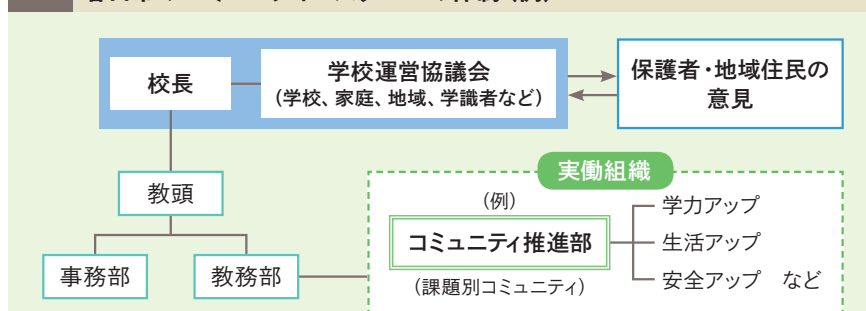 校長
学校運営協議会
（学校、家庭、地域、学識者など）
保護者・地域住民の
意見
教頭
事務部
教務部
実働組織
（例）
コミュニティ推進部
（課題別コミュニティ）
学力アップ
生活アップ
安全アップ　など